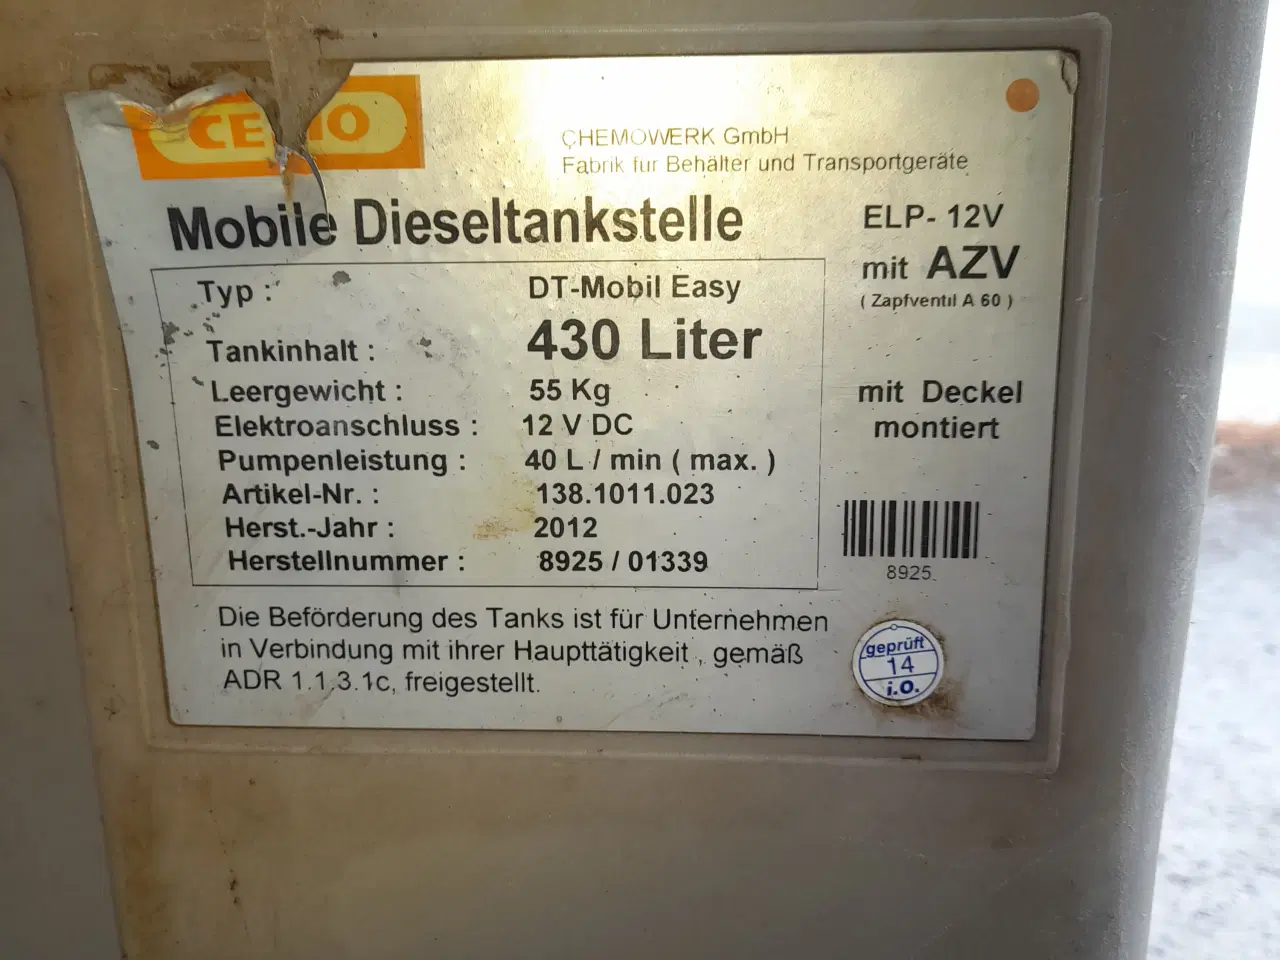 CEMO
CHEMOWERK GmbH
Fabrik für Behälter und Transportgeräte
Mobile Dieseltankstelle
ELP- 12V
mit AZV
( Zapfventil A 60 )
Typ : DT-Mobil Easy
Tankinhalt : 430 Liter
Leergewicht : 55 Kg
Elektroanschluss : 12 V DC
Pumpenleistung : 40 L / min ( max. )
Artikel-Nr. : 138.1011.023
Herst.-Jahr : 2012
Herstellnummer : 8925 / 01339
mit Deckel
montiert
8925
Die Beförderung des Tanks ist für Unternehmen
in Verbindung mit ihrer Haupttätigkeit , gemäß
ADR 1.1.3.1c, freigestellt.
geprüft
14
i.O.